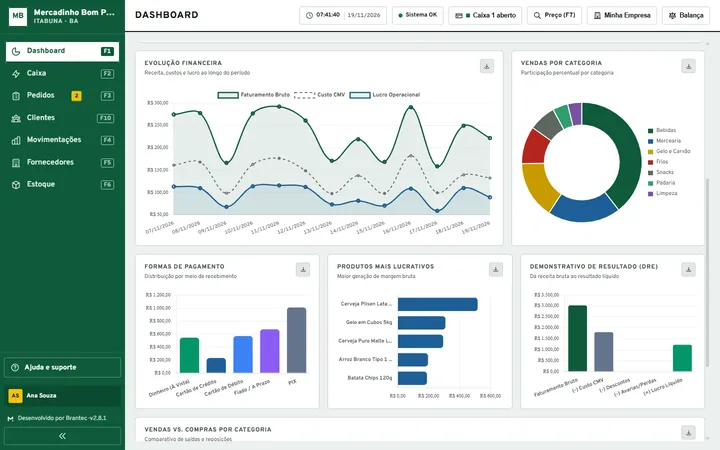 MB
Mercadinho Bom P...
ITABUNA - BA
DASHBOARD
07:41:40 19/11/2026
Sistema OK
Caixa 1 aberto
Preço (F7)
Minha Empresa
Balança
Dashboard F1
Caixa F2
Pedidos 2 F3
Clientes F10
Movimentações F4
Fornecedores F5
Estoque F6
Ajuda e suporte
AS Ana Souza
Desenvolvido por Brantec-v2.8.1
EVOLUÇÃO FINANCEIRA
Receita, custos e lucro ao longo do período
Faturamento Bruto Custo CMV Lucro Operacional
R$ 300,00
R$ 250,00
R$ 200,00
R$ 150,00
R$ 100,00
R$ 50,00
07/11/2026
08/11/2026
09/11/2026
10/11/2026
11/11/2026
12/11/2026
13/11/2026
14/11/2026
15/11/2026
16/11/2026
17/11/2026
18/11/2026
19/11/2026
VENDAS POR CATEGORIA
Participação percentual por categoria
Bebidas
Mercearia
Gelo e Carvão
Frios
Snacks
Padaria
Limpeza
FORMAS DE PAGAMENTO
Distribuição por meio de recebimento
R$ 1.200,00
R$ 1.000,00
R$ 800,00
R$ 600,00
R$ 400,00
R$ 200,00
R$ 0,00
Dinheiro (À Vista)
Cartão de Crédito
Cartão de Débito
Fiado / A Prazo
PIX
PRODUTOS MAIS LUCRATIVOS
Maior geração de margem bruta
Cerveja Pilsen Lata ...
Gelo em Cubos 5kg
Cerveja Puro Malte L...
Arroz Branco Tipo 1 ...
Batata Chips 120g
R$ 0,00 R$ 200,00 R$ 400,00 R$ 600,00
DEMONSTRATIVO DE RESULTADO (DRE)
Da receita bruta ao resultado líquido
R$ 3.500,00
R$ 3.000,00
R$ 2.500,00
R$ 2.000,00
R$ 1.500,00
R$ 1.000,00
R$ 500,00
R$ 0,00
Faturamento Bruto
(-) Custo CMV
(-) Descontos
(-) Avarias/Perdas
(=) Lucro Líquido
VENDAS VS. COMPRAS POR CATEGORIA
Comparativo de saídas e reposições